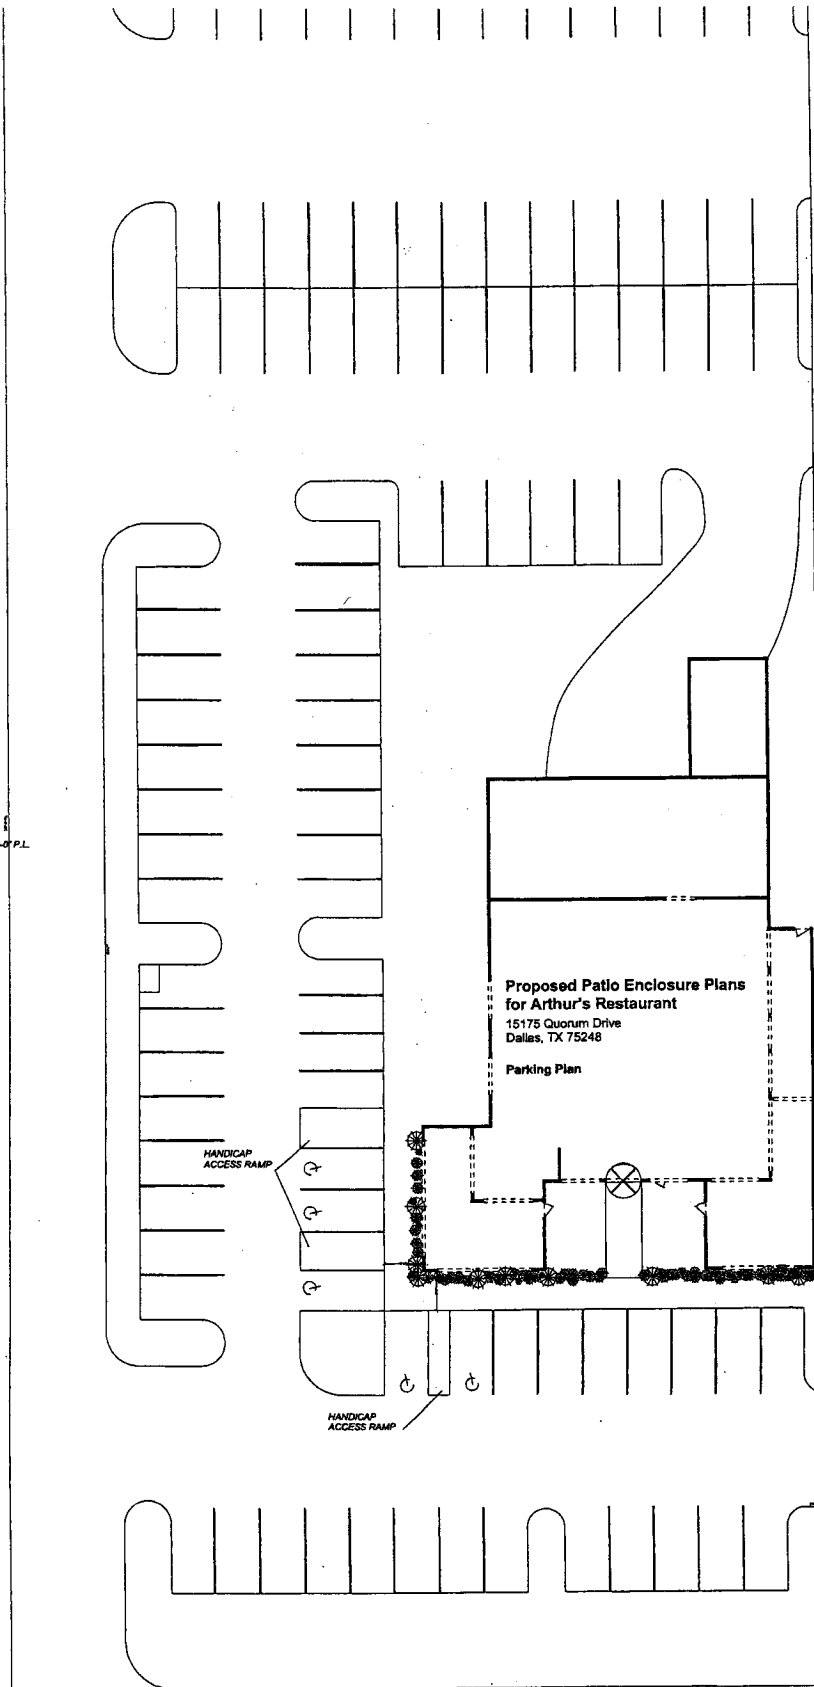 -0" P.L.
Proposed Patio Enclosure Plans
for Arthur's Restaurant
15175 Quorum Drive
Dallas, TX 75248
Parking Plan
HANDICAP
ACCESS RAMP
HANDICAP
ACCESS RAMP